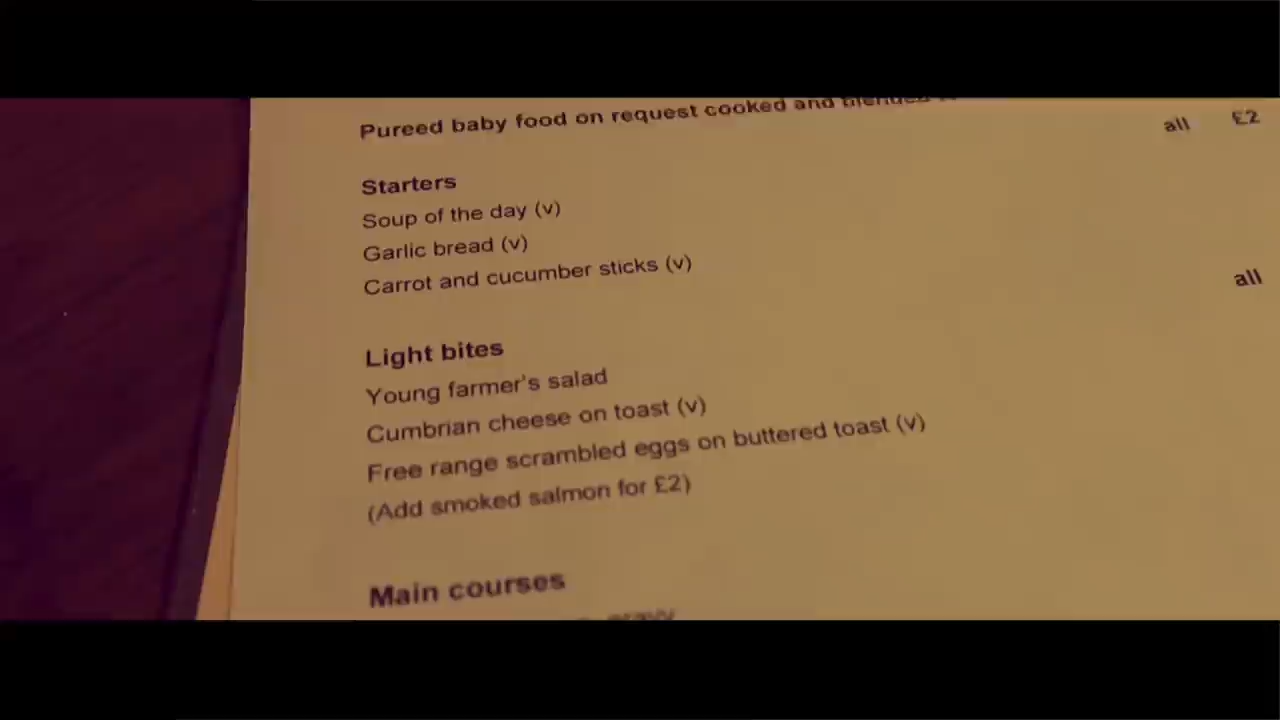 Pureed baby food on request cooked and blended
all £2
Starters
Soup of the day (v)
Garlic bread (v)
Carrot and cucumber sticks (v)
all
Light bites
Young farmer's salad
Cumbrian cheese on toast (v)
Free range scrambled eggs on buttered toast (v)
(Add smoked salmon for £2)
Main courses
gravy